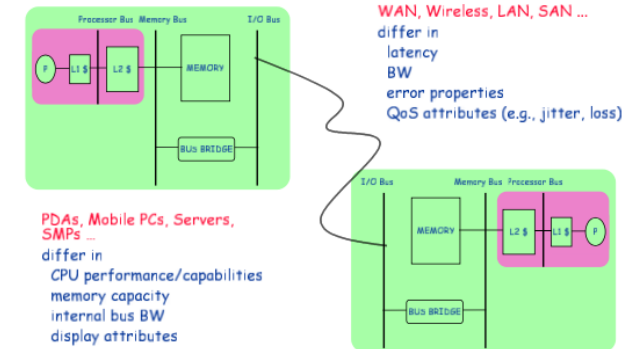 Processor Bus Memory Bus I/O Bus
P L1 $ L2 $ MEMORY
BUS BRIDGE
WAN, Wireless, LAN, SAN ...
differ in
latency
BW
error properties
QoS attributes (e.g., jitter, loss)
PDAs, Mobile PCs, Servers,
SMPs ...
differ in
CPU performance/capabilities
memory capacity
internal bus BW
display attributes
I/O Bus Memory Bus Processor Bus
MEMORY L2 $ L1 $ P
BUS BRIDGE